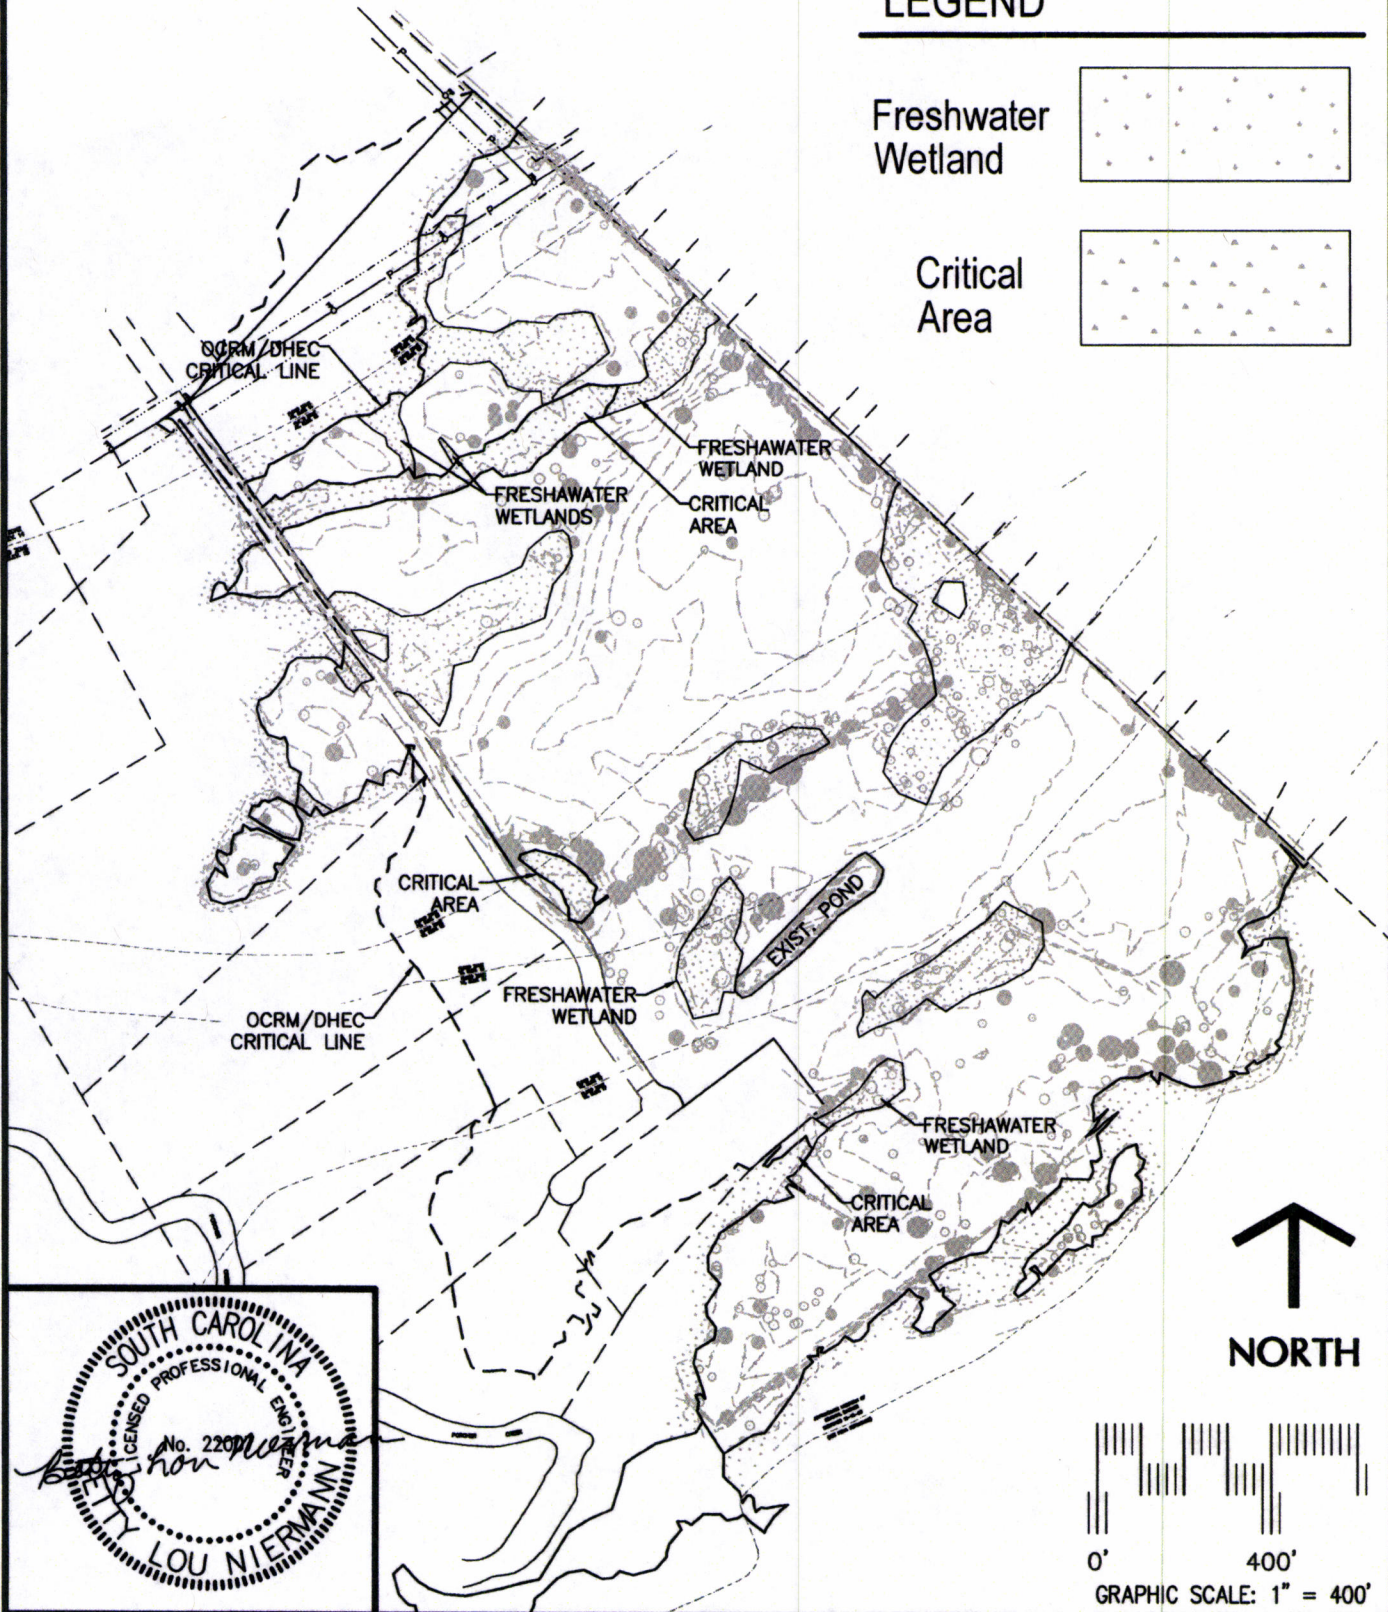 LEGEND
Freshwater
Wetland
Critical
Area
OCRM/DHEC
CRITICAL LINE
FRESHAWATER
WETLAND
FRESHAWATER
WETLANDS
CRITICAL
AREA
CRITICAL
AREA
EXIST. POND
FRESHAWATER
WETLAND
OCRM/DHEC
CRITICAL LINE
FRESHAWATER
WETLAND
CRITICAL
AREA
NORTH
0' 400'
GRAPHIC SCALE: 1" = 400'
SOUTH CAROLINA
LICENSED PROFESSIONAL ENGINEER
No.
BETTY LOU NIERMANN